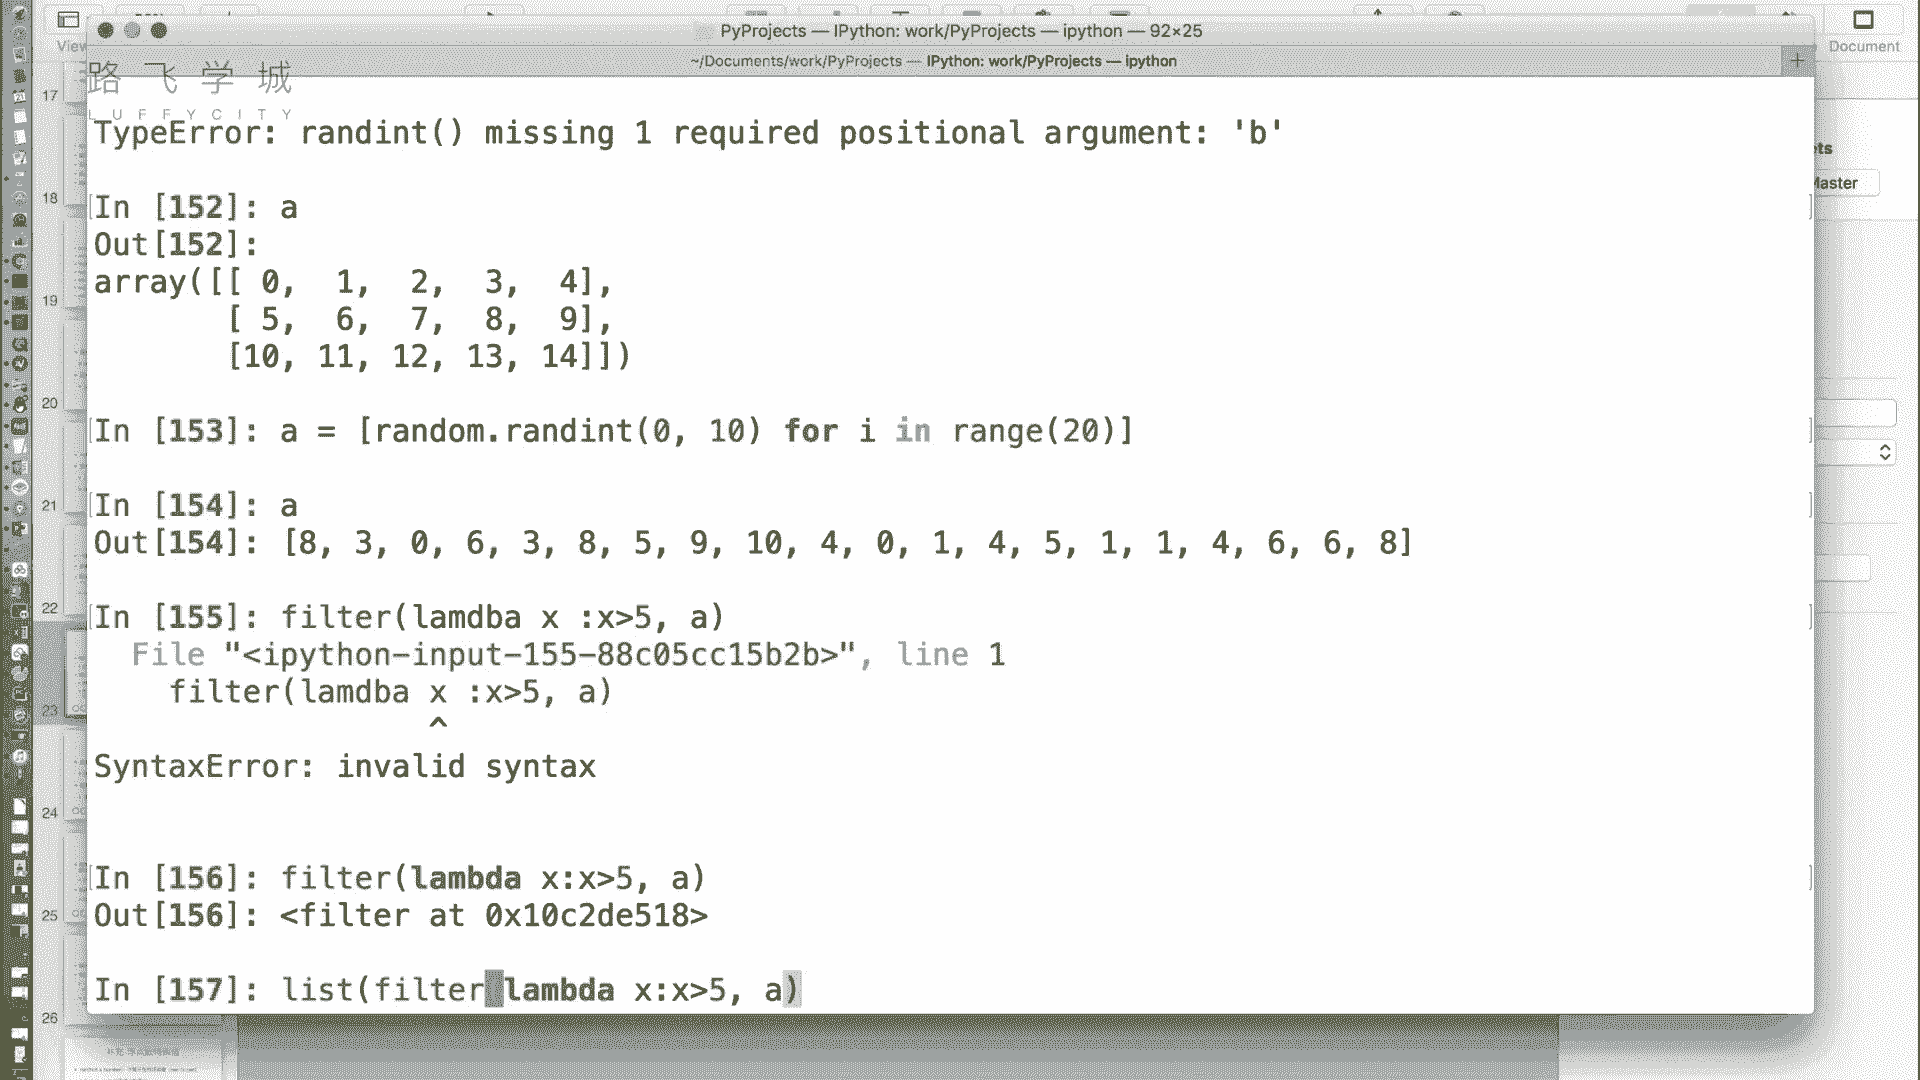 PyProjects — IPython: work/PyProjects — ipython — 92×25
View
Document
~/Documents/work/PyProjects — IPython: work/PyProjects — ipython
+
路飞学城
LUFFYCITY
TypeError: randint() missing 1 required positional argument: 'b'
In [152]: a
Out[152]:
array([[ 0, 1, 2, 3, 4],
[ 5, 6, 7, 8, 9],
[10, 11, 12, 13, 14]])
In [153]: a = [random.randint(0, 10) for i in range(20)]
In [154]: a
Out[154]: [8, 3, 0, 6, 3, 8, 5, 9, 10, 4, 0, 1, 4, 5, 1, 1, 4, 6, 6, 8]
In [155]: filter(lamdba x :x>5, a)
File "<ipython-input-155-88c05cc15b2b>", line 1
filter(lamdba x :x>5, a)
^
SyntaxError: invalid syntax
In [156]: filter(lambda x:x>5, a)
Out[156]: <filter at 0x10c2de518>
In [157]: list(filter(lambda x:x>5, a)
17
18
19
20
21
22
23
24
25
26
ets
Master